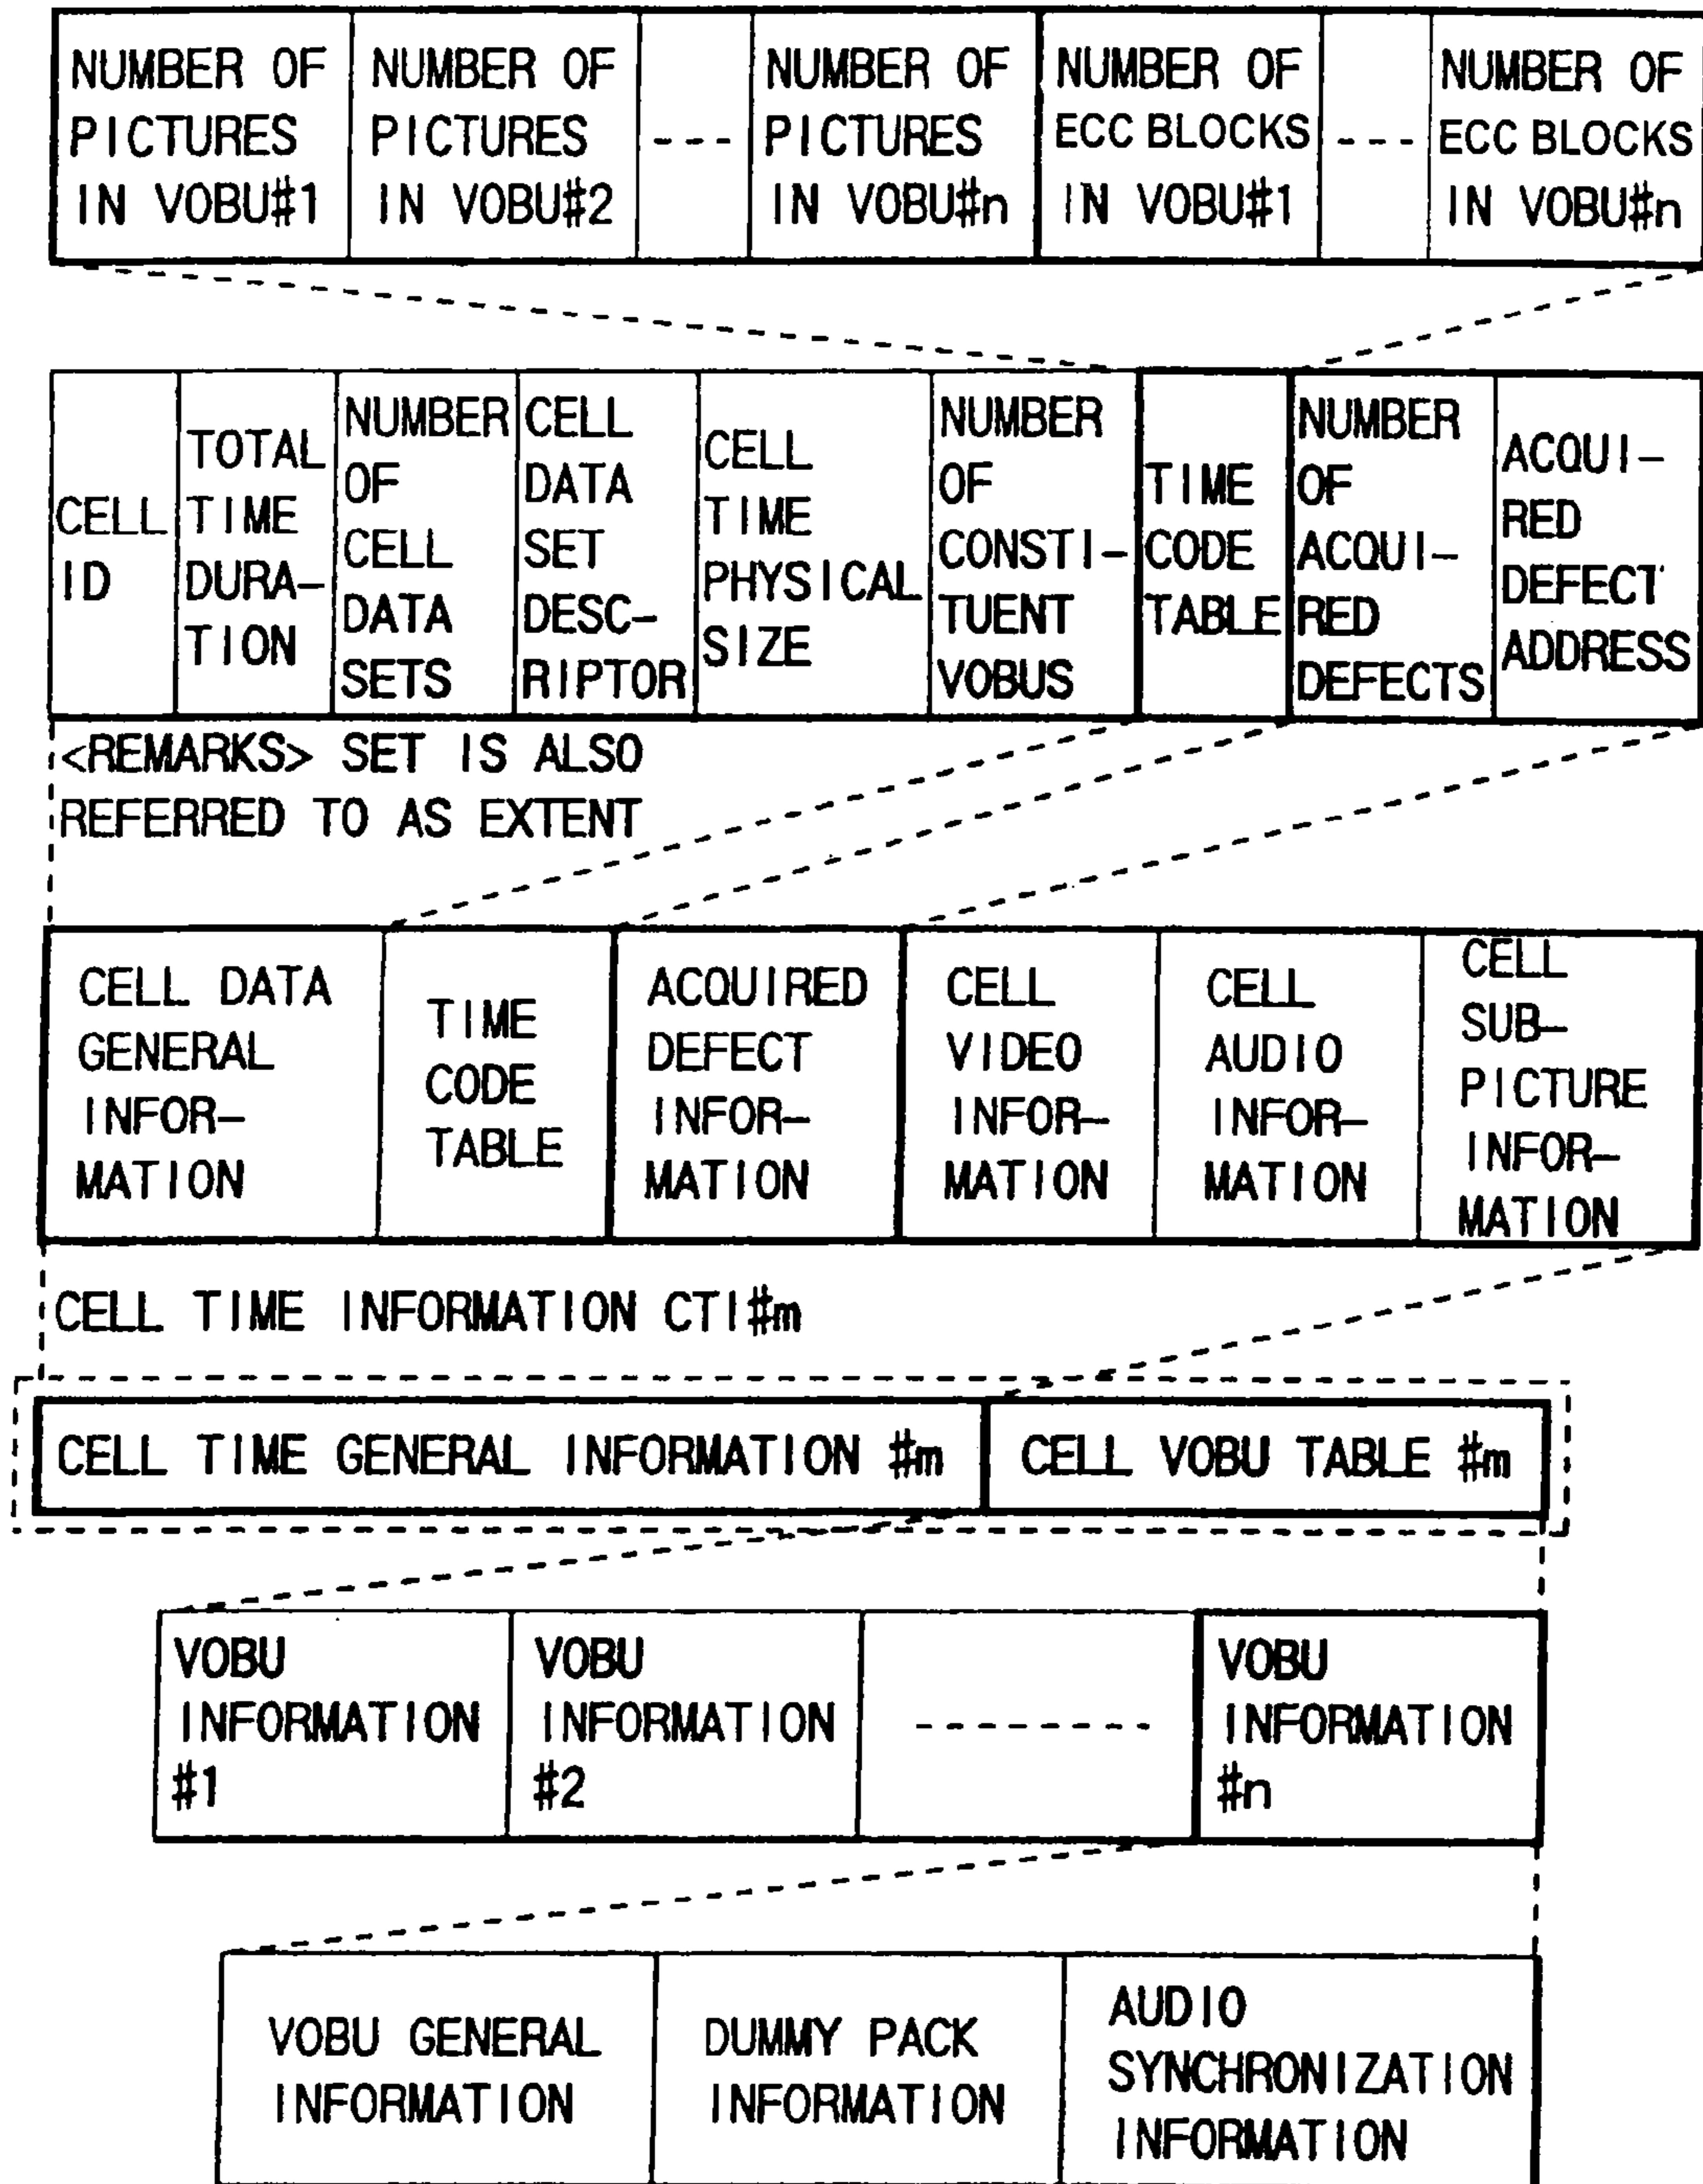 NUMBER OF
PICTURES
IN VOBU#1
NUMBER OF
PICTURES
IN VOBU#2
---
NUMBER OF
PICTURES
IN VOBU#n
NUMBER OF
ECC BLOCKS
IN VOBU#1
---
NUMBER OF
ECC BLOCKS
IN VOBU#n
CELL
ID
TOTAL
TIME
DURA-
TION
NUMBER
OF
CELL
DATA
SETS
CELL
DATA
SET
DESC-
RIPTOR
CELL
TIME
PHYSICAL
SIZE
NUMBER
OF
CONSTI-
TUENT
VOBUS
TIME
CODE
TABLE
NUMBER
OF
ACQUI-
RED
DEFECTS
ACQUI-
RED
DEFECT
ADDRESS
<REMARKS> SET IS ALSO
REFERRED TO AS EXTENT
CELL DATA
GENERAL
INFOR-
MATION
TIME
CODE
TABLE
ACQUIRED
DEFECT
INFOR-
MATION
CELL
VIDEO
INFOR-
MATION
CELL
AUDIO
INFOR-
MATION
CELL
SUB-
PICTURE
INFOR-
MATION
CELL TIME INFORMATION CTI#m
CELL TIME GENERAL INFORMATION #m
CELL VOBU TABLE #m
VOBU
INFORMATION
#1
VOBU
INFORMATION
#2
--------
VOBU
INFORMATION
#n
VOBU GENERAL
INFORMATION
DUMMY PACK
INFORMATION
AUDIO
SYNCHRONIZATION
INFORMATION